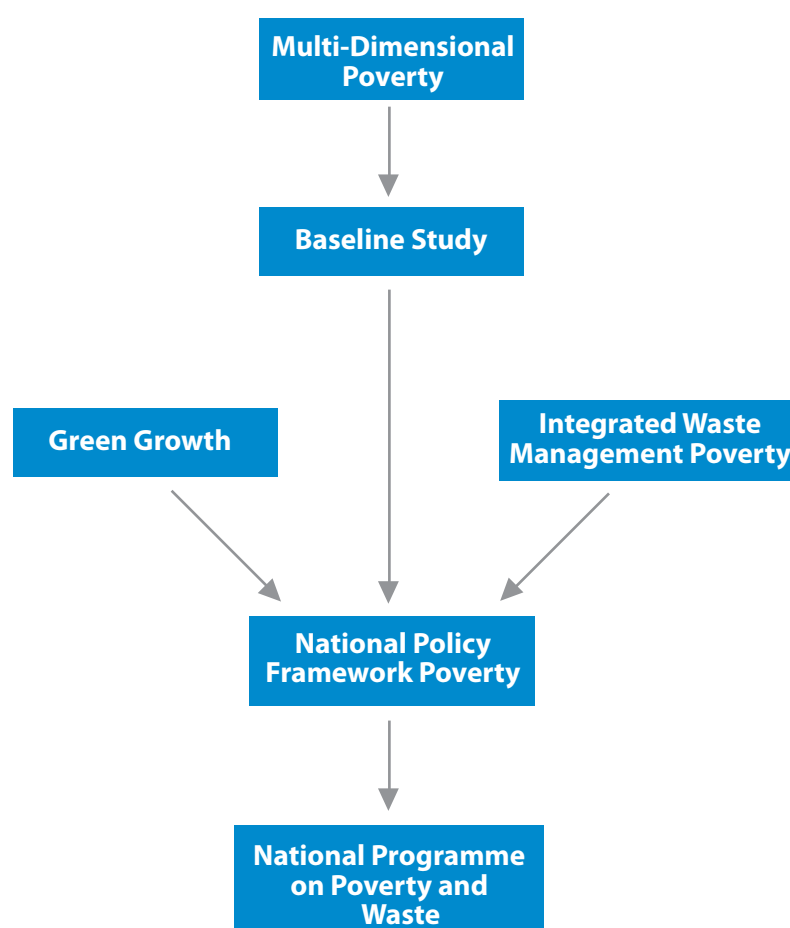 Multi-Dimensional
Poverty
Baseline Study
Green Growth
Integrated Waste
Management Poverty
National Policy
Framework Poverty
National Programme
on Poverty and
Waste